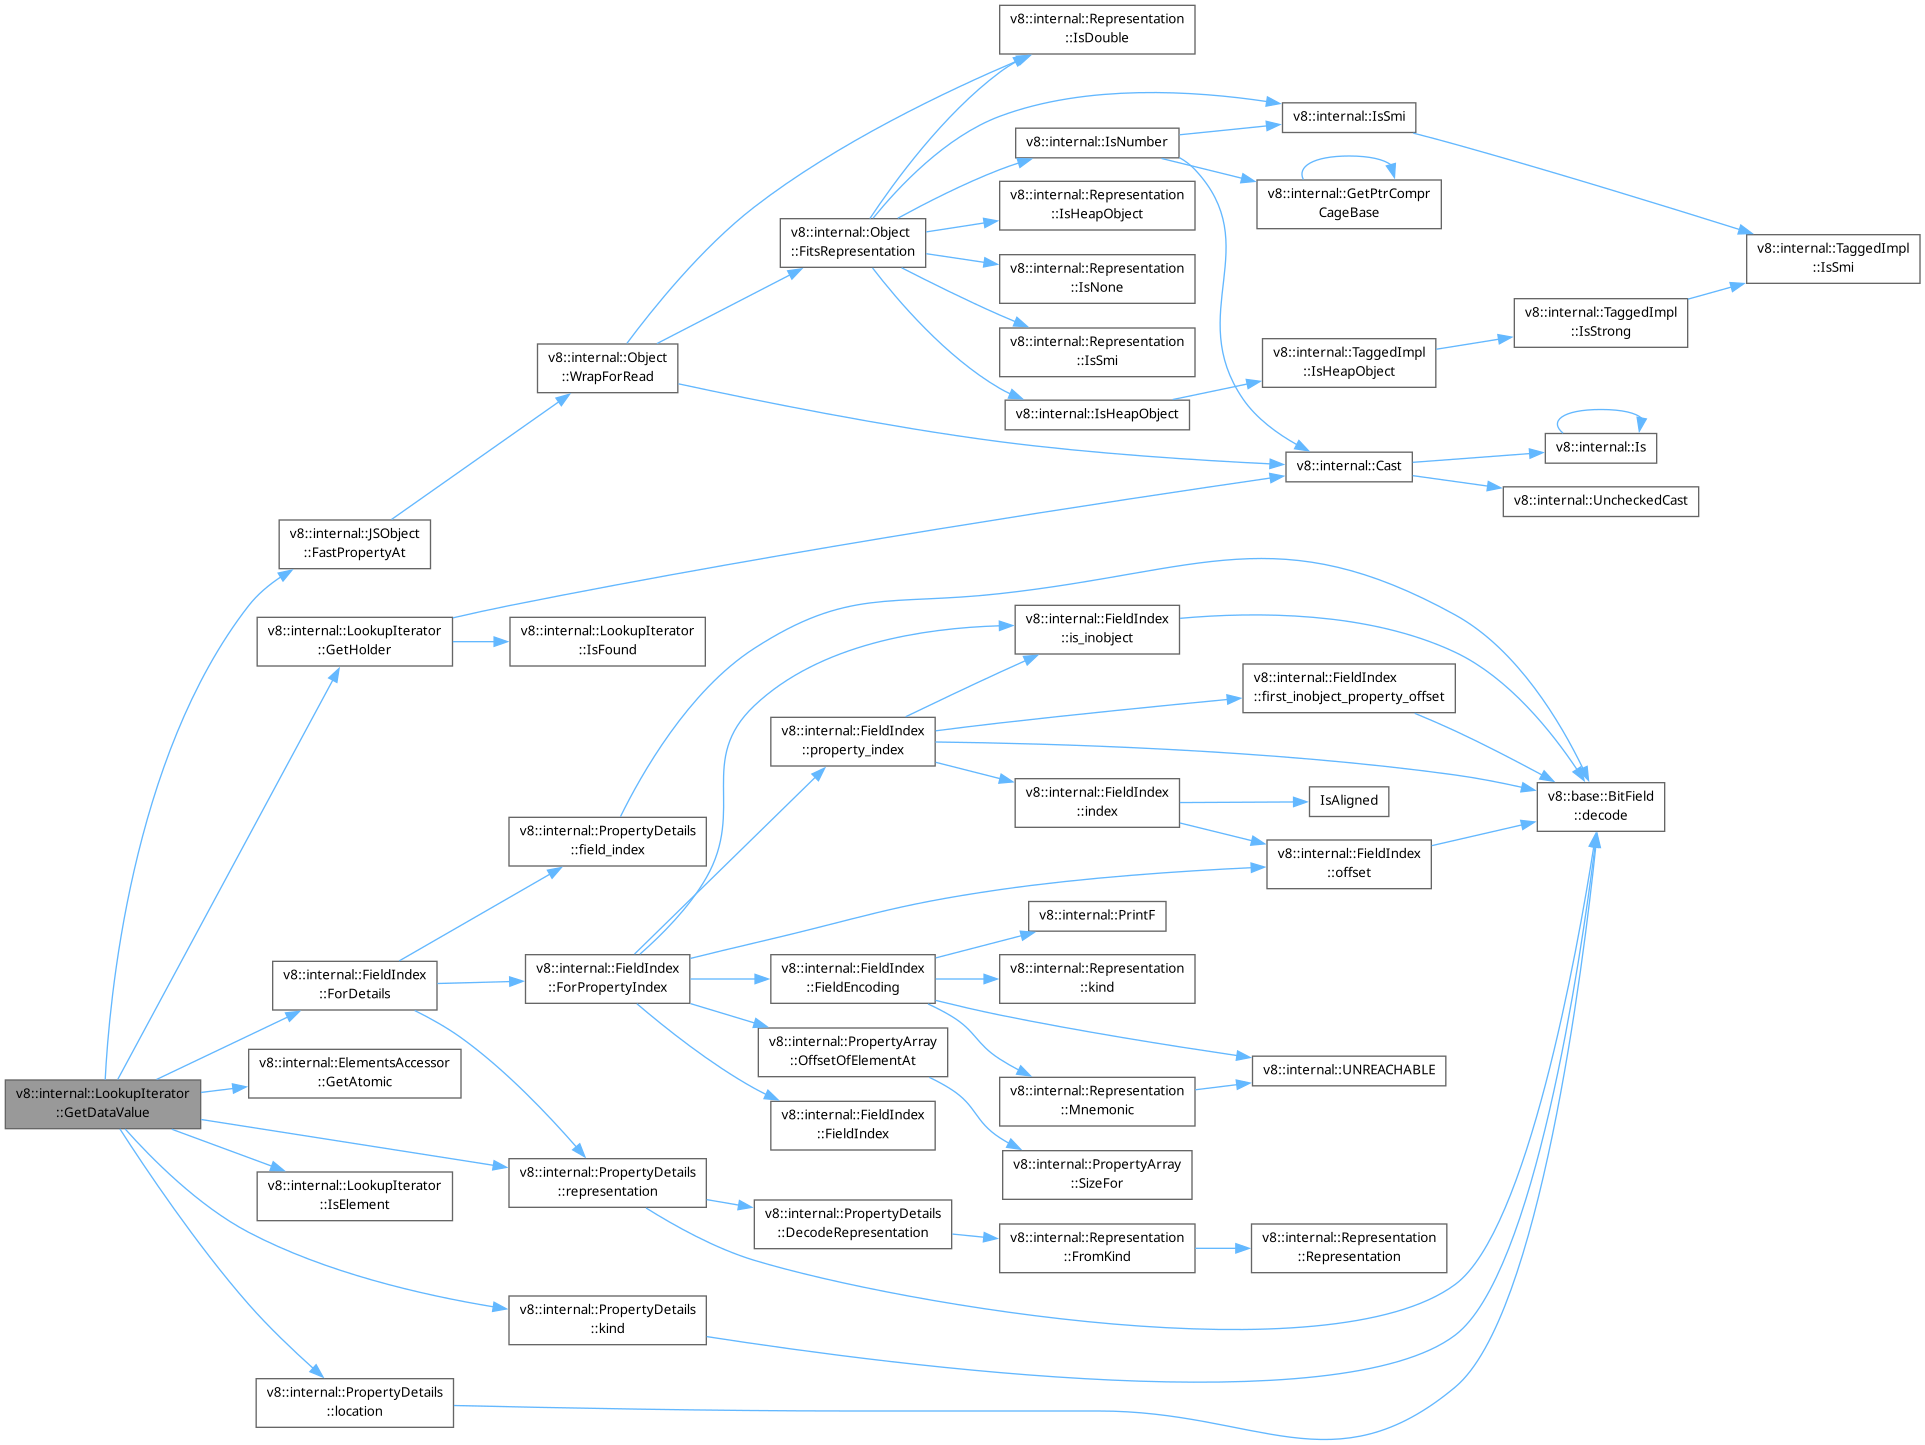 v8::internal::Representation
::IsDouble
v8::internal::IsSmi
v8::internal::IsNumber
v8::internal::Representation
::IsHeapObject
v8::internal::GetPtrCompr
CageBase
v8::internal::Object
::FitsRepresentation
v8::internal::TaggedImpl
::IsSmi
v8::internal::Representation
::IsNone
v8::internal::TaggedImpl
::IsStrong
v8::internal::Representation
::IsSmi
v8::internal::Object
::WrapForRead
v8::internal::TaggedImpl
::IsHeapObject
v8::internal::IsHeapObject
v8::internal::Is
v8::internal::Cast
v8::internal::UncheckedCast
v8::internal::JSObject
::FastPropertyAt
v8::internal::LookupIterator
::GetHolder
v8::internal::LookupIterator
::IsFound
v8::internal::FieldIndex
::is_inobject
v8::internal::FieldIndex
::first_inobject_property_offset
v8::internal::FieldIndex
::property_index
v8::internal::FieldIndex
::index
IsAligned
v8::base::BitField
::decode
v8::internal::PropertyDetails
::field_index
v8::internal::FieldIndex
::offset
v8::internal::PrintF
v8::internal::FieldIndex
::ForDetails
v8::internal::FieldIndex
::ForPropertyIndex
v8::internal::FieldIndex
::FieldEncoding
v8::internal::Representation
::kind
v8::internal::PropertyArray
::OffsetOfElementAt
v8::internal::ElementsAccessor
::GetAtomic
v8::internal::UNREACHABLE
v8::internal::LookupIterator
::GetDataValue
v8::internal::Representation
::Mnemonic
v8::internal::FieldIndex
::FieldIndex
v8::internal::PropertyArray
::SizeFor
v8::internal::PropertyDetails
::representation
v8::internal::LookupIterator
::IsElement
v8::internal::PropertyDetails
::DecodeRepresentation
v8::internal::Representation
::FromKind
v8::internal::Representation
::Representation
v8::internal::PropertyDetails
::kind
v8::internal::PropertyDetails
::location